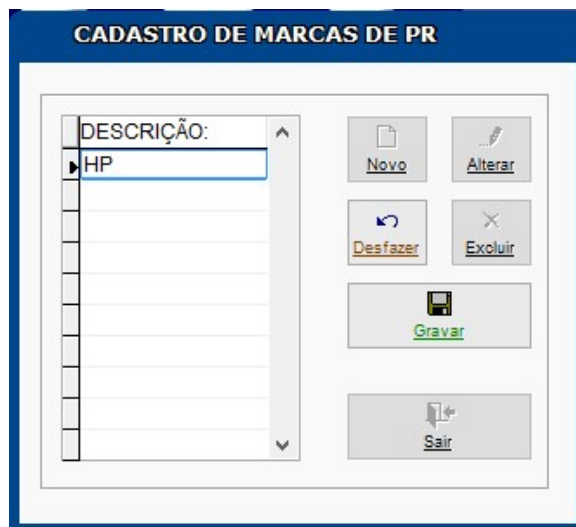 CADASTRO DE MARCAS DE PR
DESCRIÇÃO:
HP
Novo
Alterar
Desfazer
Excluir
Gravar
Sair